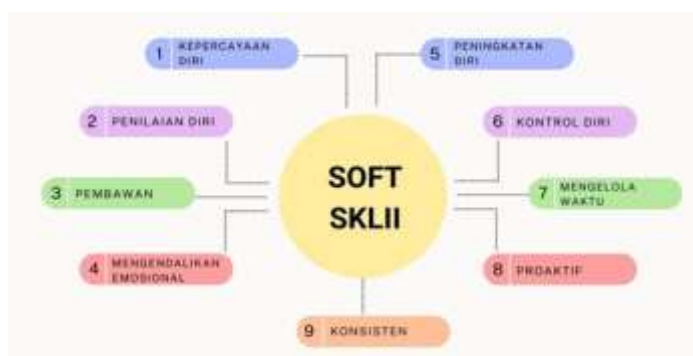 1 KEPERCAYAAN
DIRI
2 PENILAIAN DIRI
3 PEMBAWAN
4 MENGENDALIKAN
EMOSIONAL
SOFT
SKLII
5 PENINGKATAN
DIRI
6 KONTROL DIRI
7 MENGELOLA
WAKTU
8 PROAKTIF
9 KONSISTEN